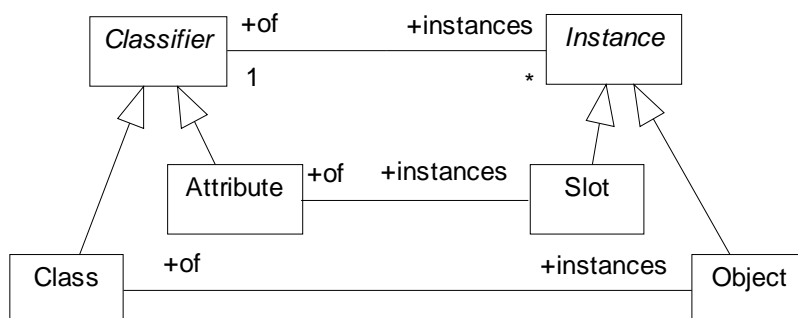 Classifier
+of
+instances
Instance
1
*
Attribute
+of
+instances
Slot
Class
+of
+instances
Object